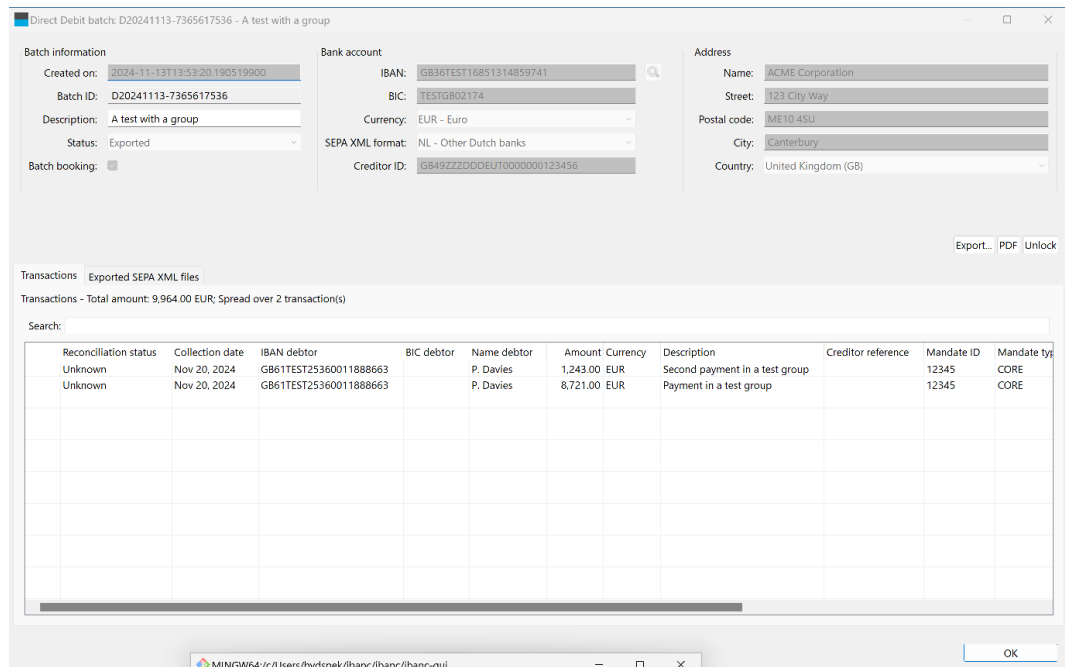 Direct Debit batch: D20241113-7365617536 - A test with a group
Batch information
Created on: 2024-11-13T13:53:20.190519900
Batch ID: D20241113-7365617536
Description: A test with a group
Status: Exported
Batch booking:
Bank account
IBAN: GB36TEST16851314859741
BIC: TESTGB02174
Currency: EUR - Euro
SEPA XML format: NL - Other Dutch banks
Creditor ID: GB49ZZZDDDEUT0000000123456
Address
Name: ACME Corporation
Street: 123 City Way
Postal code: ME10 4SU
City: Canterbury
Country: United Kingdom (GB)
Export... PDF Unlock
Transactions Exported SEPA XML files
Transactions - Total amount: 9,964.00 EUR; Spread over 2 transaction(s)
Search:
Reconciliation status Collection date IBAN debtor BIC debtor Name debtor Amount Currency Description Creditor reference Mandate ID Mandate typ
Unknown Nov 20, 2024 GB61TEST25360011888663 P. Davies 1,243.00 EUR Second payment in a test group 12345 CORE
Unknown Nov 20, 2024 GB61TEST25360011888663 P. Davies 8,721.00 EUR Payment in a test group 12345 CORE
OK
MINGW64:/c/Users/hydsnek/ibanc/ibanc/ibanc-gui